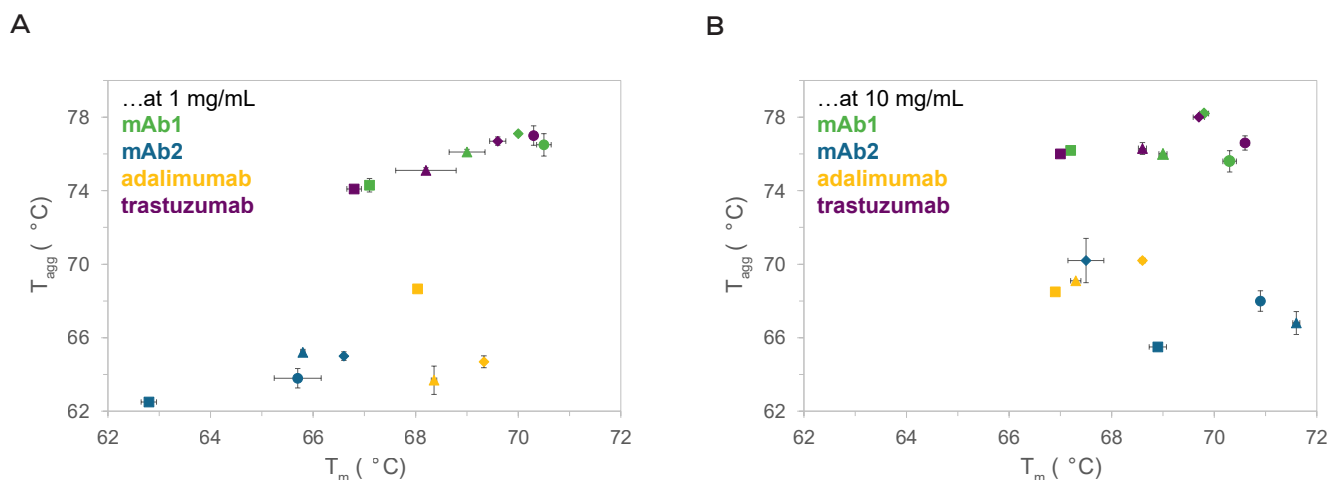 A
…at 1 mg/mL
mAb1
mAb2
adalimumab
trastuzumab
78
74
70
66
62
62 64 66 68 70 72
Tagg ( °C)
Tm ( °C)
B
…at 10 mg/mL
mAb1
mAb2
adalimumab
trastuzumab
78
74
70
66
62
62 64 66 68 70 72
Tagg ( °C)
Tm ( °C)